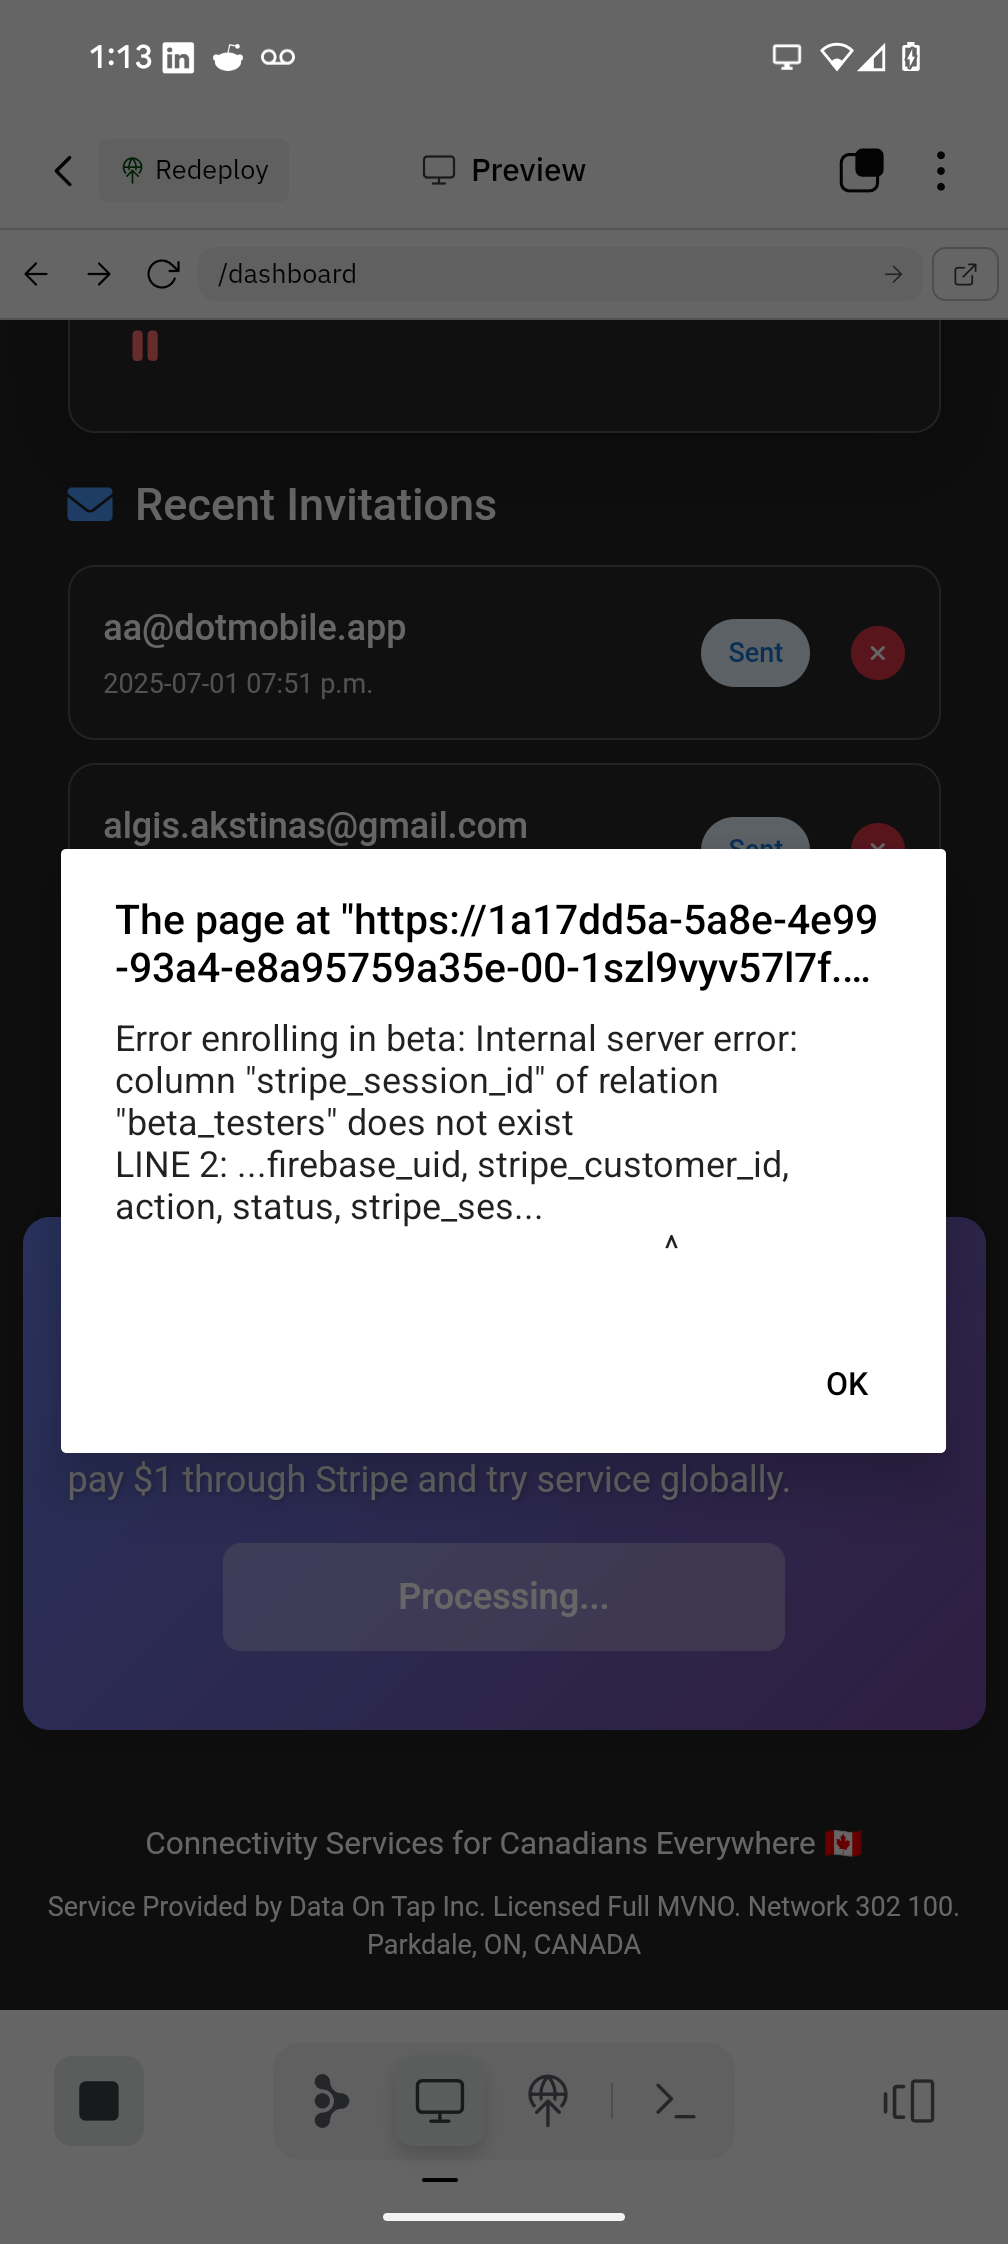 1:13
Redeploy
Preview
/dashboard
Recent Invitations
aa@dotmobile.app
Sent
2025-07-01 07:51 p.m.
algis.akstinas@gmail.com
Sent
The page at "https://1a17dd5a-5a8e-4e99
-93a4-e8a95759a35e-00-1szl9vyv57l7f.…
Error enrolling in beta: Internal server error:
column "stripe_session_id" of relation
"beta_testers" does not exist
LINE 2: ...firebase_uid, stripe_customer_id,
action, status, stripe_ses...
^
OK
pay $1 through Stripe and try service globally.
Processing...
Connectivity Services for Canadians Everywhere 🇨🇦
Service Provided by Data On Tap Inc. Licensed Full MVNO. Network 302 100.
Parkdale, ON, CANADA